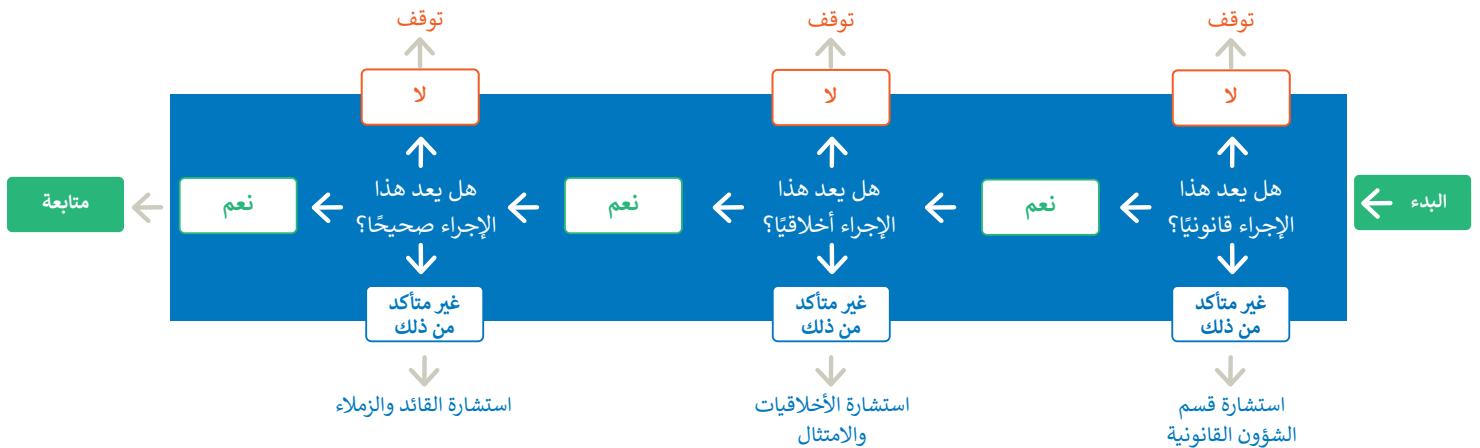 البدء
توقف
لا
هل يعد هذا
الإجراء قانونيًا؟
غير متأكد
من ذلك
استشارة قسم
الشؤون القانونية
نعم
توقف
لا
هل يعد هذا
الإجراء أخلاقيًا؟
غير متأكد
من ذلك
استشارة الأخلاقيات
والامتثال
نعم
توقف
لا
هل يعد هذا
الإجراء صحيحًا؟
غير متأكد
من ذلك
استشارة القائد والزملاء
نعم
متابعة